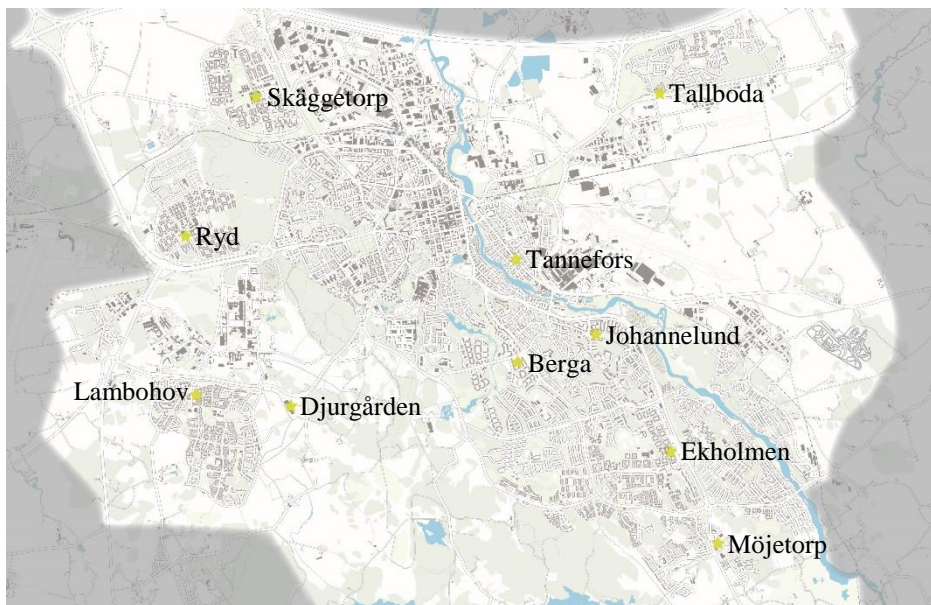 Skäggetorp
Tallboda
Ryd
Tannefors
Johannelund
Berga
Lambohov
Djurgården
Ekholmen
Möjetorp